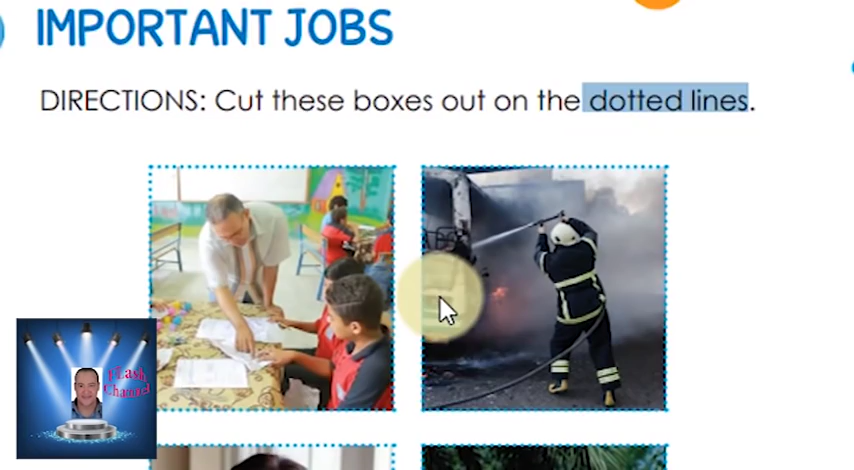 IMPORTANT JOBS
DIRECTIONS: Cut these boxes out on the dotted lines.
Flash
Channel